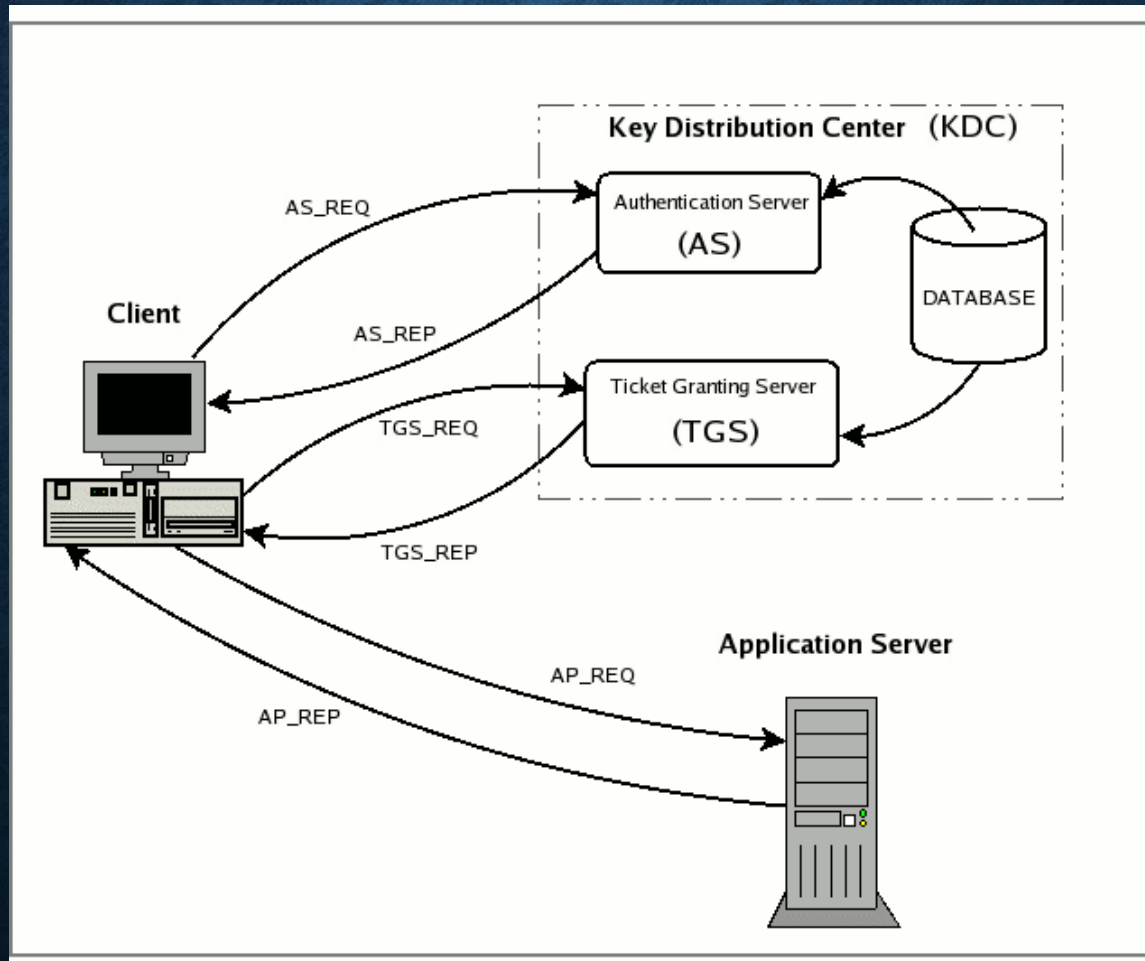 Key Distribution Center (KDC)
AS_REQ
Authentication Server
(AS)
DATABASE
Client
AS_REP
Ticket Granting Server
(TGS)
TGS_REQ
TGS_REP
Application Server
AP_REQ
AP_REP